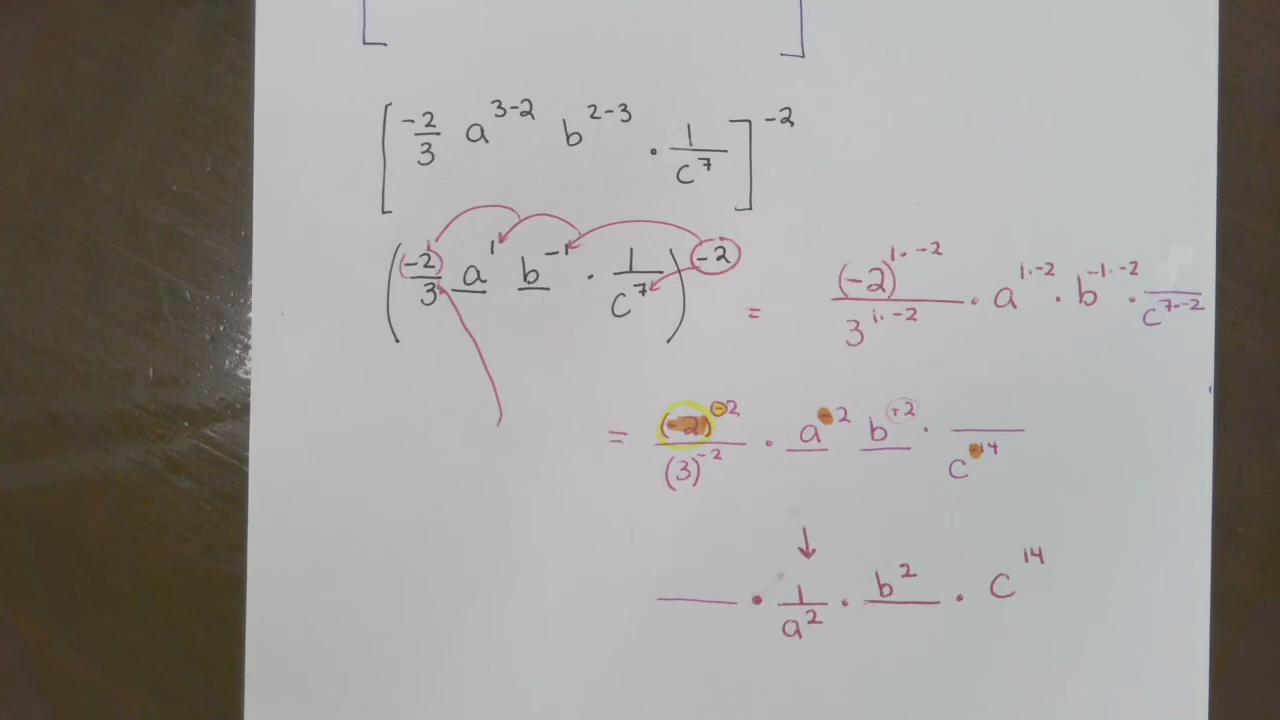 [ -2/3 a^{3-2} b^{2-3} · 1/c^7 ]^{-2}
( -2/3 a^1 b^{-1} · 1/c^7 )^{-2} = (-2)^{1·-2}/3^{1·-2} · a^{1·-2} · b^{-1·-2} · /c^{7·-2}
= (-2)^{-2}/(3)^{-2} · a^{-2} b^{+2} · /c^{-14}
↓
· 1/a^2 · b^2 · c^{14}